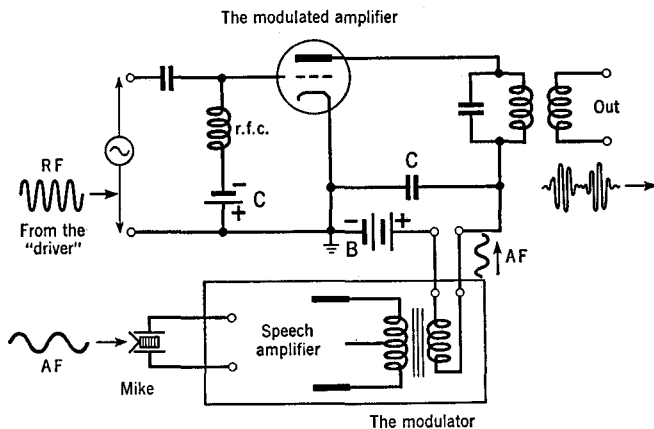 The modulated amplifier
r.f.c.
Out
RF
- C
+
C
From the
"driver"
- B +
AF
Speech
amplifier
AF
Mike
The modulator